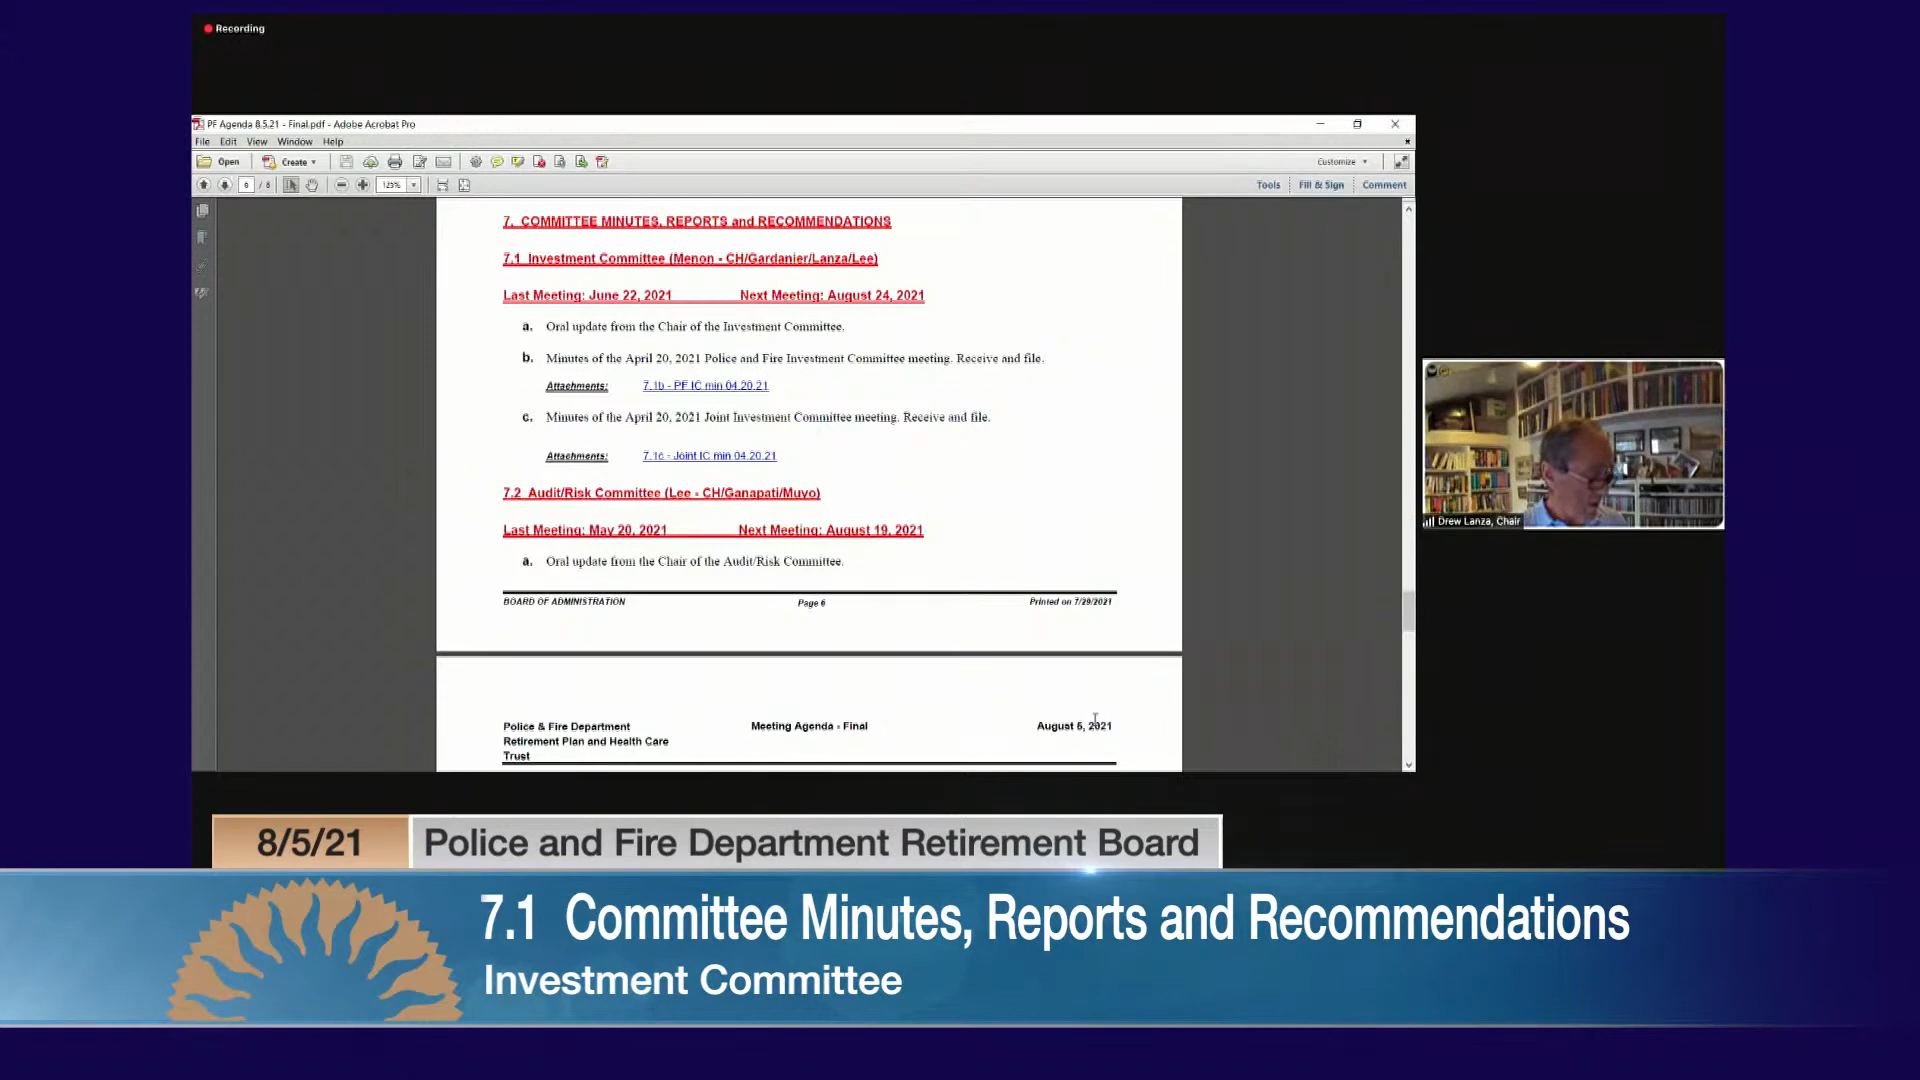 Recording
PF Agenda 8.5.21 - Final.pdf - Adobe Acrobat Pro
File Edit View Window Help
Open Create Customize
6 / 8 125% Tools Fill & Sign Comment
7. COMMITTEE MINUTES, REPORTS and RECOMMENDATIONS
7.1 Investment Committee (Menon - CH/Gardanier/Lanza/Lee)
Last Meeting: June 22, 2021 Next Meeting: August 24, 2021
a. Oral update from the Chair of the Investment Committee.
b. Minutes of the April 20, 2021 Police and Fire Investment Committee meeting. Receive and file.
Attachments: 7.1b - PF IC min 04.20.21
c. Minutes of the April 20, 2021 Joint Investment Committee meeting. Receive and file.
Attachments: 7.1c - Joint IC min 04.20.21
7.2 Audit/Risk Committee (Lee - CH/Ganapati/Muyo)
Last Meeting: May 20, 2021 Next Meeting: August 19, 2021
a. Oral update from the Chair of the Audit/Risk Committee.
BOARD OF ADMINISTRATION Page 6 Printed on 7/29/2021
Police & Fire Department Meeting Agenda - Final August 5, 2021
Retirement Plan and Health Care
Trust
Drew Lanza, Chair
8/5/21 Police and Fire Department Retirement Board
7.1 Committee Minutes, Reports and Recommendations
Investment Committee